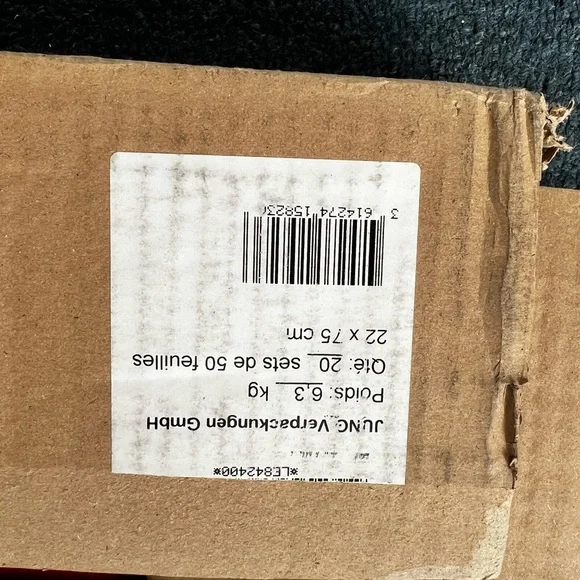 *LE842400*
JUNG Verpackungen GmbH
Poids: 6,3 kg
Qté: 20 sets de 50 feuilles
22 x 75 cm
3 614274 15823